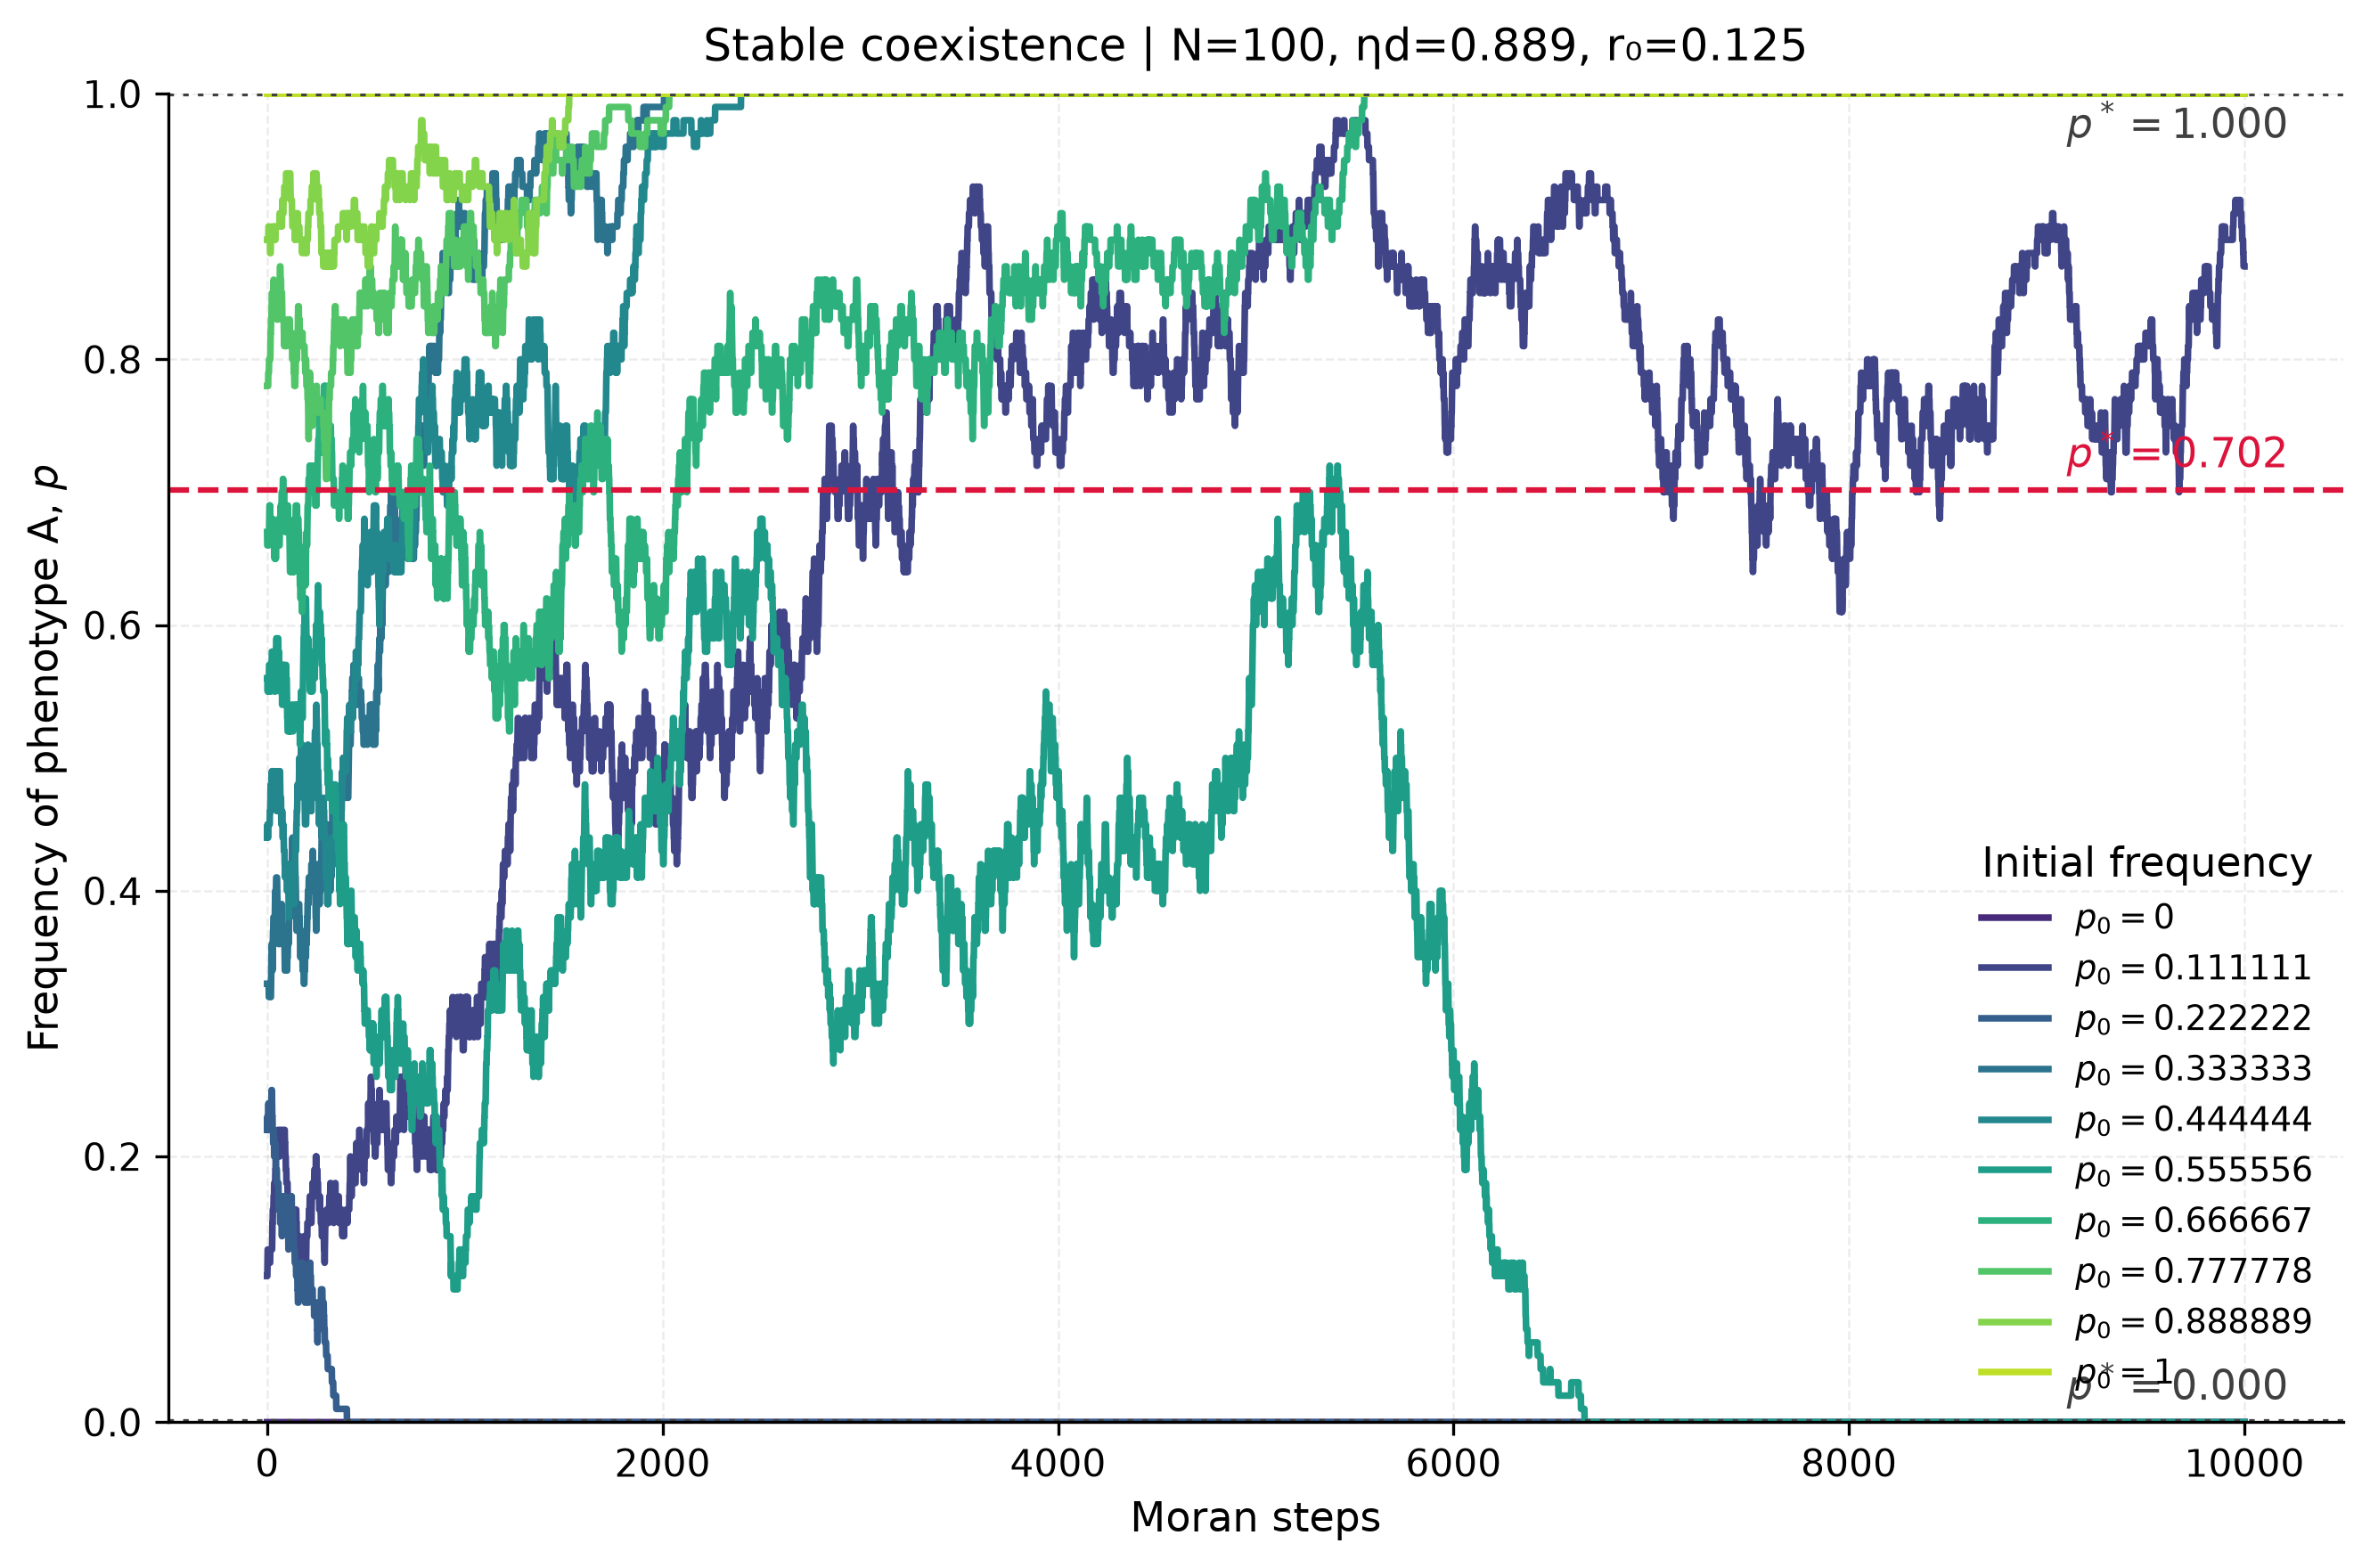 Stable coexistence | N=100, ηd=0.889, r₀=0.125
Frequency of phenotype A, p
1.0
0.8
0.6
0.4
0.2
0.0
p* = 1.000
p* = 0.702
Initial frequency
p₀ = 0
p₀ = 0.111111
p₀ = 0.222222
p₀ = 0.333333
p₀ = 0.444444
p₀ = 0.555556
p₀ = 0.666667
p₀ = 0.777778
p₀ = 0.888889
p₀ = 1
p* = 0.000
0
2000
4000
6000
8000
10000
Moran steps